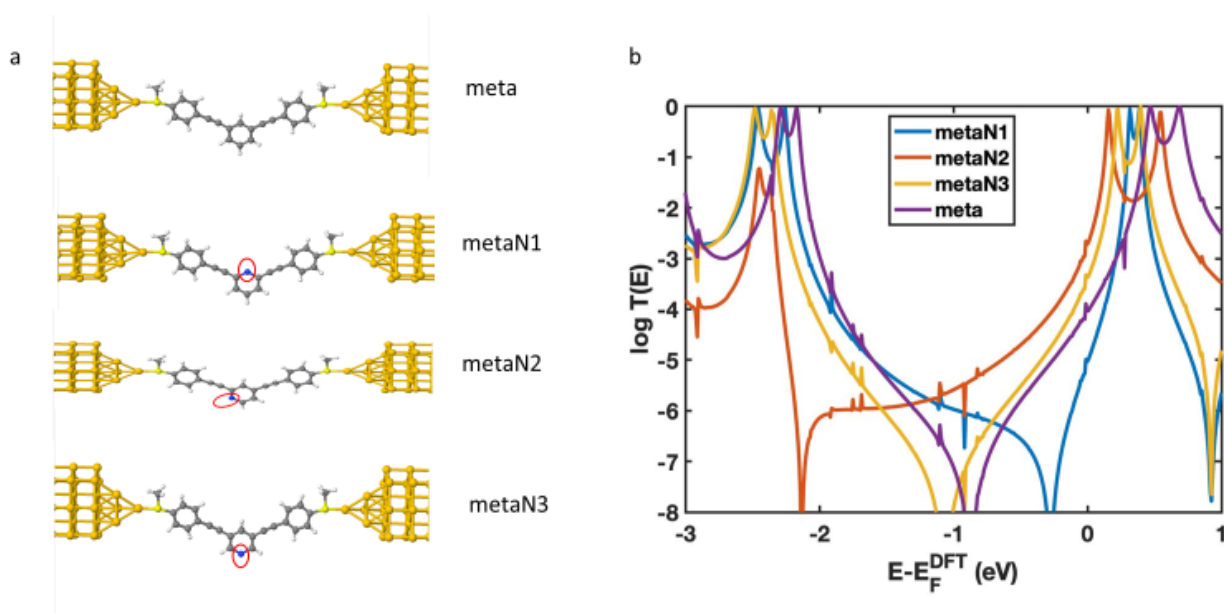 a
meta
metaN1
metaN2
metaN3
b
metaN1
metaN2
metaN3
meta
log T(E)
0
-1
-2
-3
-4
-5
-6
-7
-8
-3
-2
-1
0
1
E-E_F^DFT (eV)